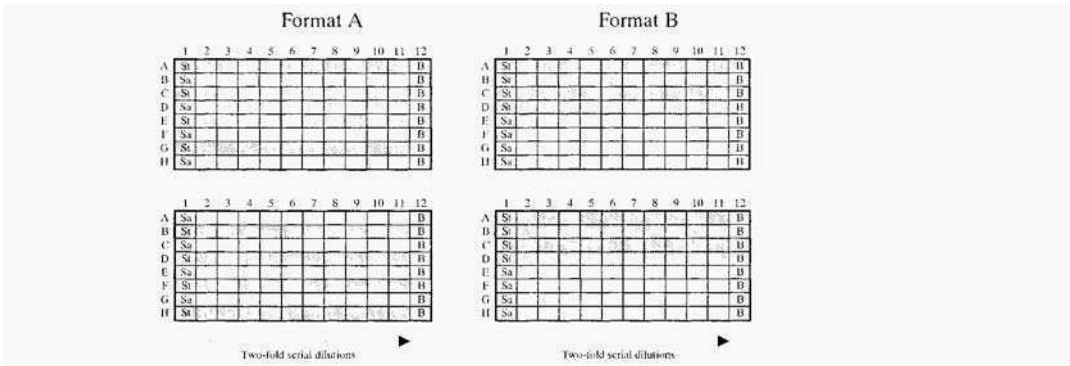 Format A Format B
1 2 3 4 5 6 7 8 9 10 11 12 1 2 3 4 5 6 7 8 9 10 11 12
A St B A St B
B Sa B B St B
C St B C St B
D Sa B D St B
E St B E Sa B
F Sa B F Sa B
G St B G Sa B
H Sa B H Sa B
1 2 3 4 5 6 7 8 9 10 11 12 1 2 3 4 5 6 7 8 9 10 11 12
A Sa B A St B
B St B B St B
C Sa B C St B
D St B D St B
E Sa B E Sa B
F St B F Sa B
G Sa B G Sa B
H St B H Sa B
Two-fold serial dilutions Two-fold serial dilutions